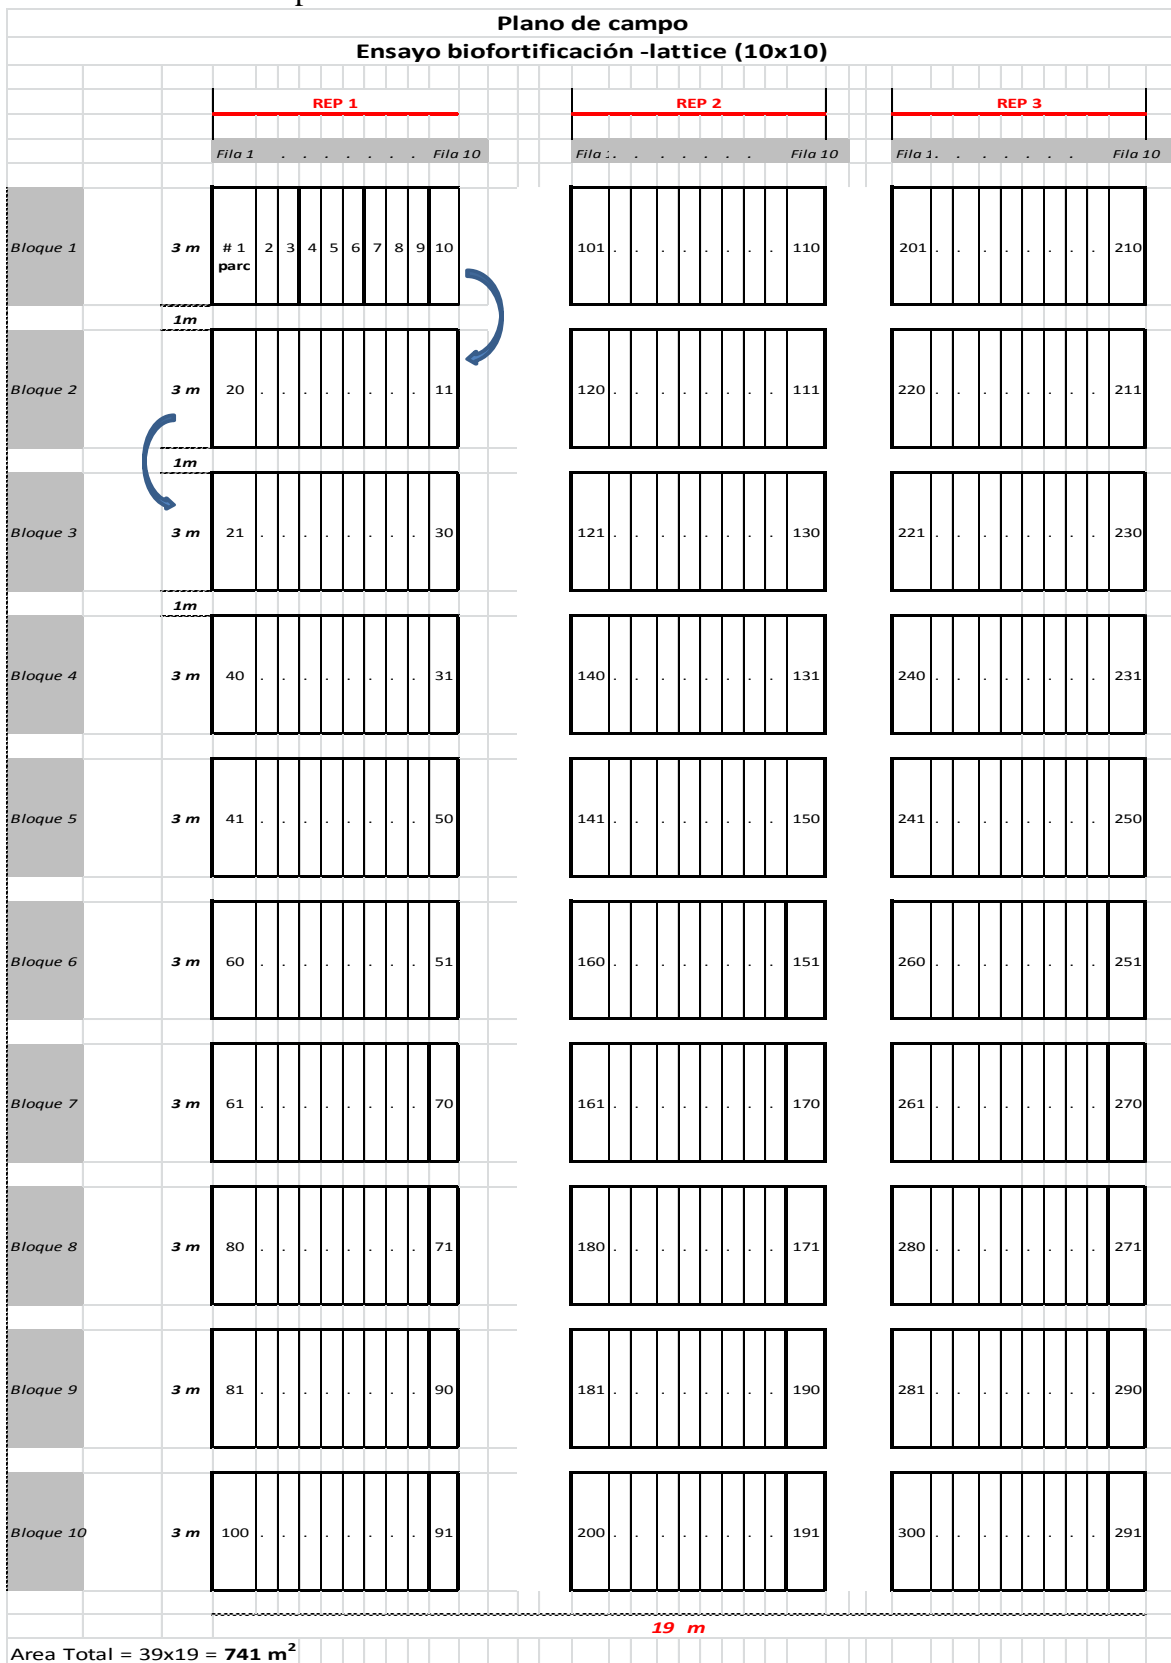 Plano de campo
Ensayo biofortificación -lattice (10x10)
REP 1 REP 2 REP 3
Fila 1 . . . . . . . Fila 10 Fila 1. . . . . . . Fila 10 Fila 1. . . . . . . Fila 10
Bloque 1 3 m # 1 parc 2 3 4 5 6 7 8 9 10 101 . . . . . . . . 110 201 . . . . . . . . 210
1m
Bloque 2 3 m 20 . . . . . . . . 11 120 . . . . . . . . 111 220 . . . . . . . . 211
1m
Bloque 3 3 m 21 . . . . . . . . 30 121 . . . . . . . . 130 221 . . . . . . . . 230
1m
Bloque 4 3 m 40 . . . . . . . . 31 140 . . . . . . . . 131 240 . . . . . . . . 231
Bloque 5 3 m 41 . . . . . . . . 50 141 . . . . . . . . 150 241 . . . . . . . . 250
Bloque 6 3 m 60 . . . . . . . . 51 160 . . . . . . . . 151 260 . . . . . . . . 251
Bloque 7 3 m 61 . . . . . . . . 70 161 . . . . . . . . 170 261 . . . . . . . . 270
Bloque 8 3 m 80 . . . . . . . . 71 180 . . . . . . . . 171 280 . . . . . . . . 271
Bloque 9 3 m 81 . . . . . . . . 90 181 . . . . . . . . 190 281 . . . . . . . . 290
Bloque 10 3 m 100 . . . . . . . . 91 200 . . . . . . . . 191 300 . . . . . . . . 291
19 m
Area Total = 39x19 = 741 m²